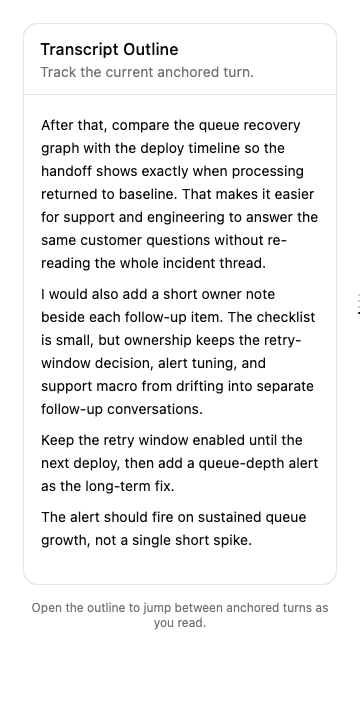 Transcript Outline
Track the current anchored turn.
After that, compare the queue recovery
graph with the deploy timeline so the
handoff shows exactly when processing
returned to baseline. That makes it easier
for support and engineering to answer the
same customer questions without re-
reading the whole incident thread.
I would also add a short owner note
beside each follow-up item. The checklist
is small, but ownership keeps the retry-
window decision, alert tuning, and
support macro from drifting into separate
follow-up conversations.
Keep the retry window enabled until the
next deploy, then add a queue-depth alert
as the long-term fix.
The alert should fire on sustained queue
growth, not a single short spike.
Open the outline to jump between anchored turns as
you read.